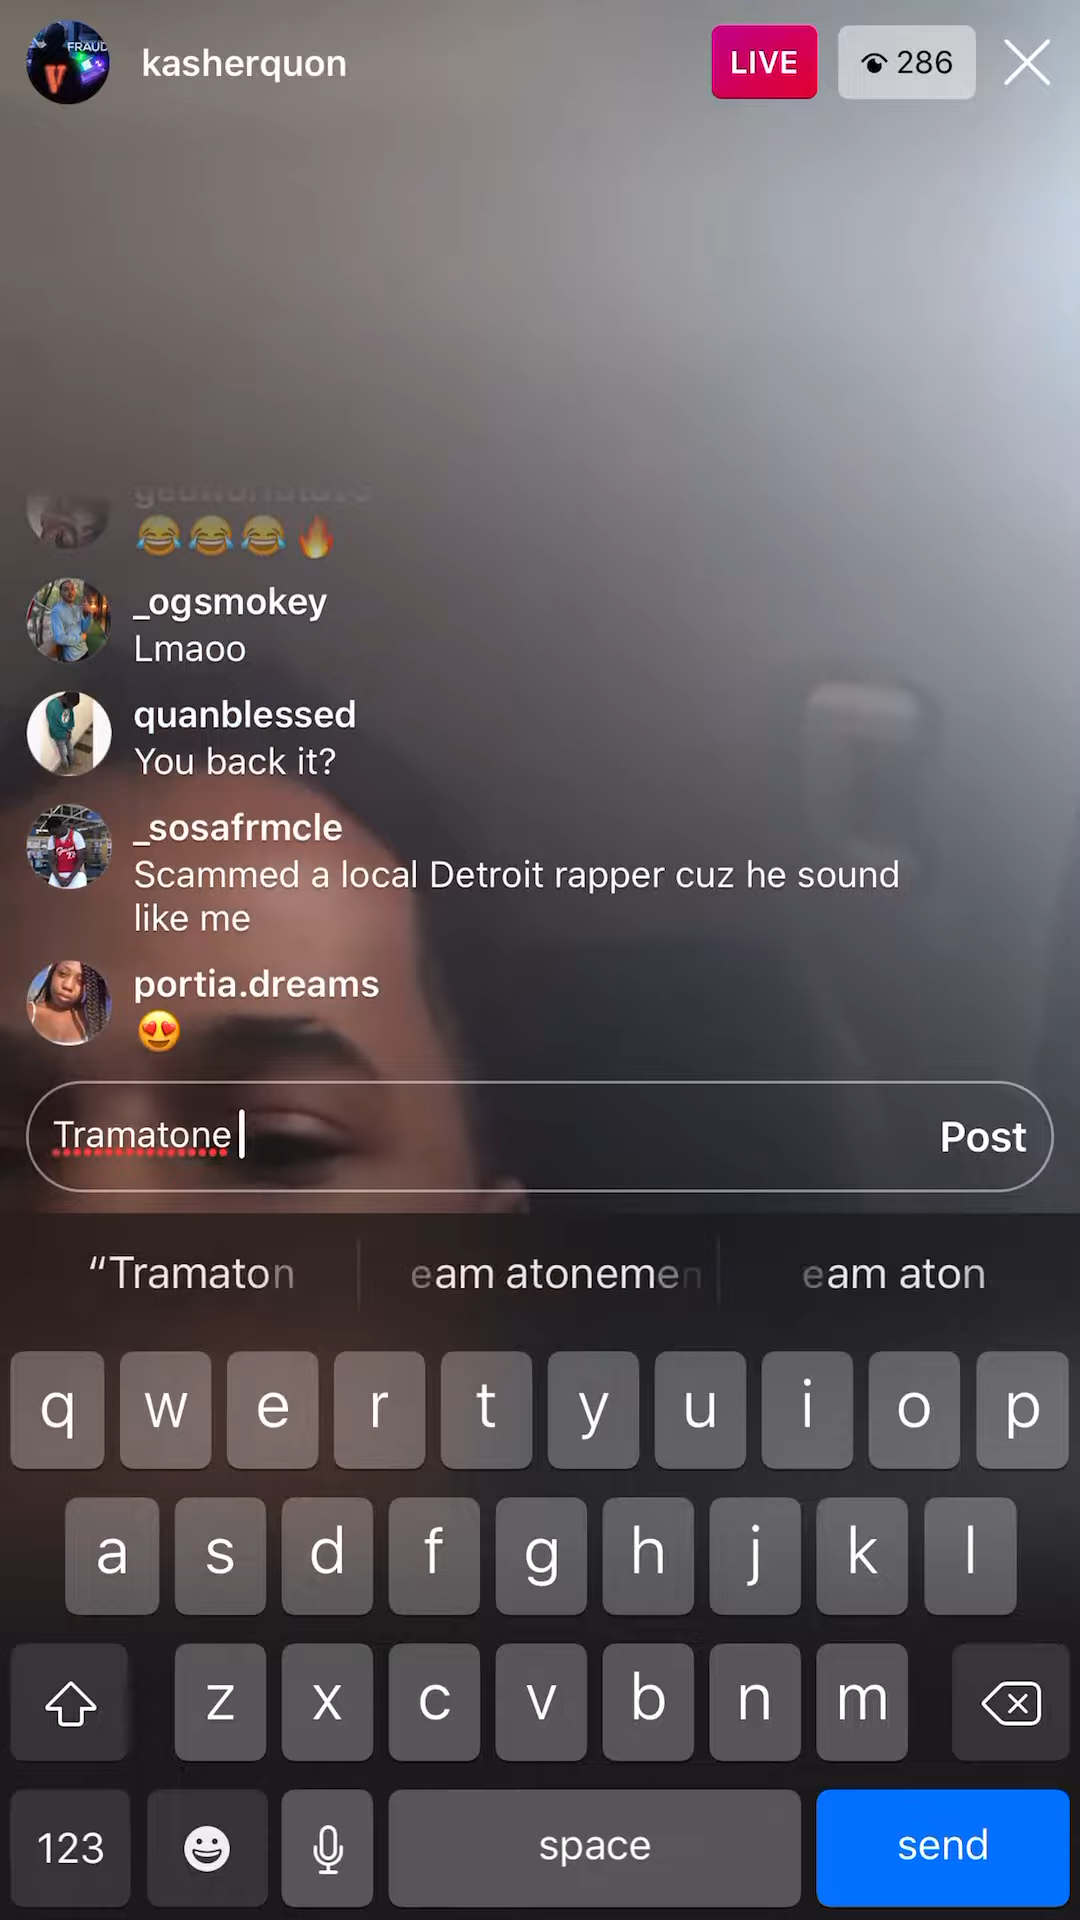 FRAUD
V
kasherquon
LIVE
286
😂😂😂🔥
_ogsmokey
Lmaoo
quanblessed
You back it?
_sosafrmcle
Scammed a local Detroit rapper cuz he sound
like me
portia.dreams
😍
Tramatone
Post
“Tramaton
eam atonemen
eam aton
q w e r t y u i o p
a s d f g h j k l
z x c v b n m
123
space
send